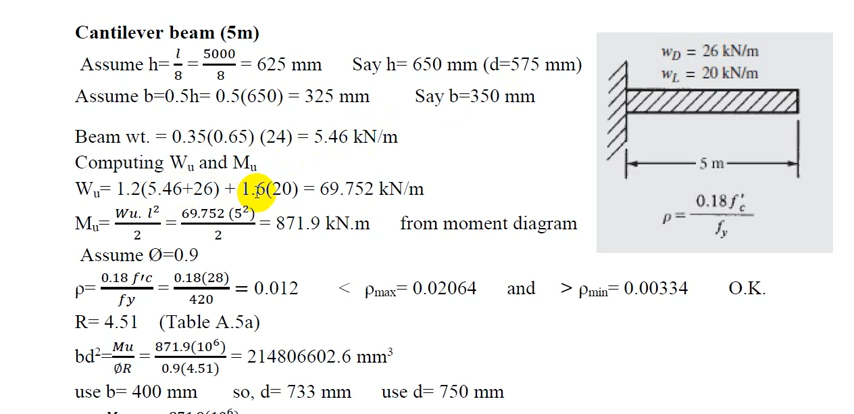 Cantilever beam (5m)
Assume h= l/8 = 5000/8 = 625 mm Say h= 650 mm (d=575 mm)
Assume b=0.5h= 0.5(650) = 325 mm Say b=350 mm
Beam wt. = 0.35(0.65) (24) = 5.46 kN/m
Computing Wu and Mu
Wu= 1.2(5.46+26) + 1.6(20) = 69.752 kN/m
Mu= Wu. l²/2 = 69.752 (5²)/2 = 871.9 kN.m from moment diagram
Assume Ø=0.9
ρ= 0.18 f′c/fy = 0.18(28)/420 = 0.012 < ρmax= 0.02064 and > ρmin= 0.00334 O.K.
R= 4.51 (Table A.5a)
bd²= Mu/ØR = 871.9(10⁶)/0.9(4.51) = 214806602.6 mm³
use b= 400 mm so, d= 733 mm use d= 750 mm
wD = 26 kN/m
wL = 20 kN/m
5 m
ρ = 0.18 f′c/fy